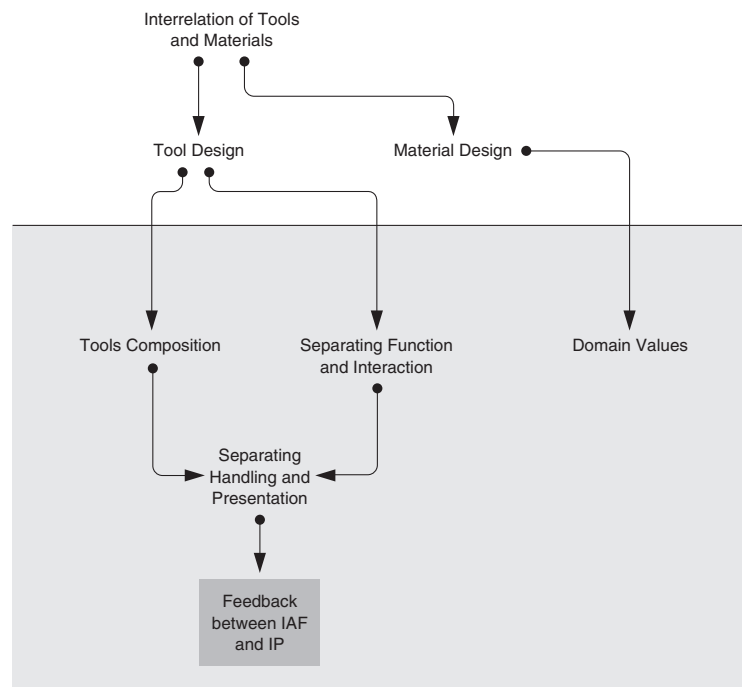 Interrelation of Tools
and Materials
Tool Design
Material Design
Tools Composition
Separating Function
and Interaction
Domain Values
Separating
Handling and
Presentation
Feedback
between IAF
and IP